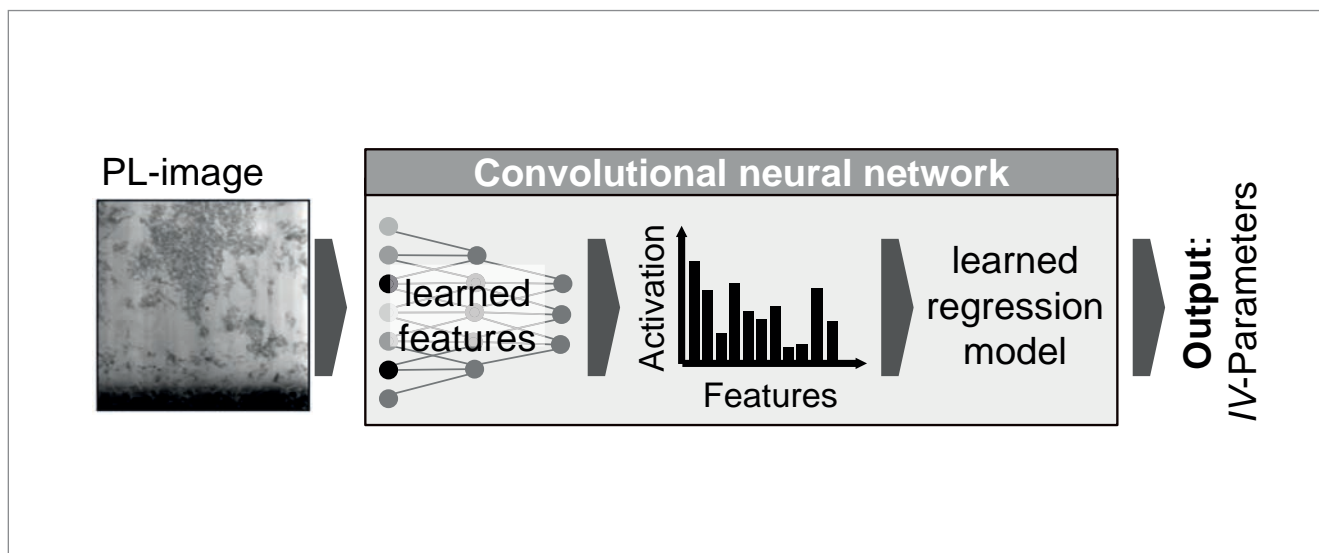 PL-image
Convolutional neural network
learned
features
Activation
Features
learned
regression
model
Output:
IV-Parameters